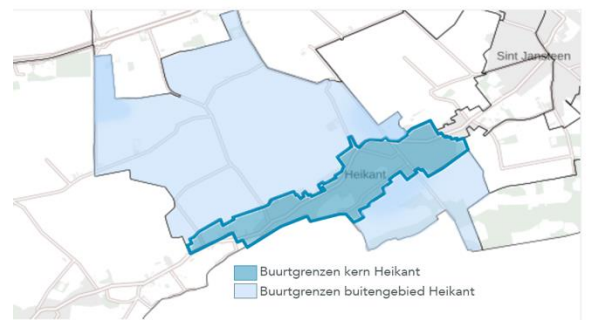 Sint Jansteen
Heikant
Buurtgrenzen kern Heikant
Buurtgrenzen buitengebied Heikant